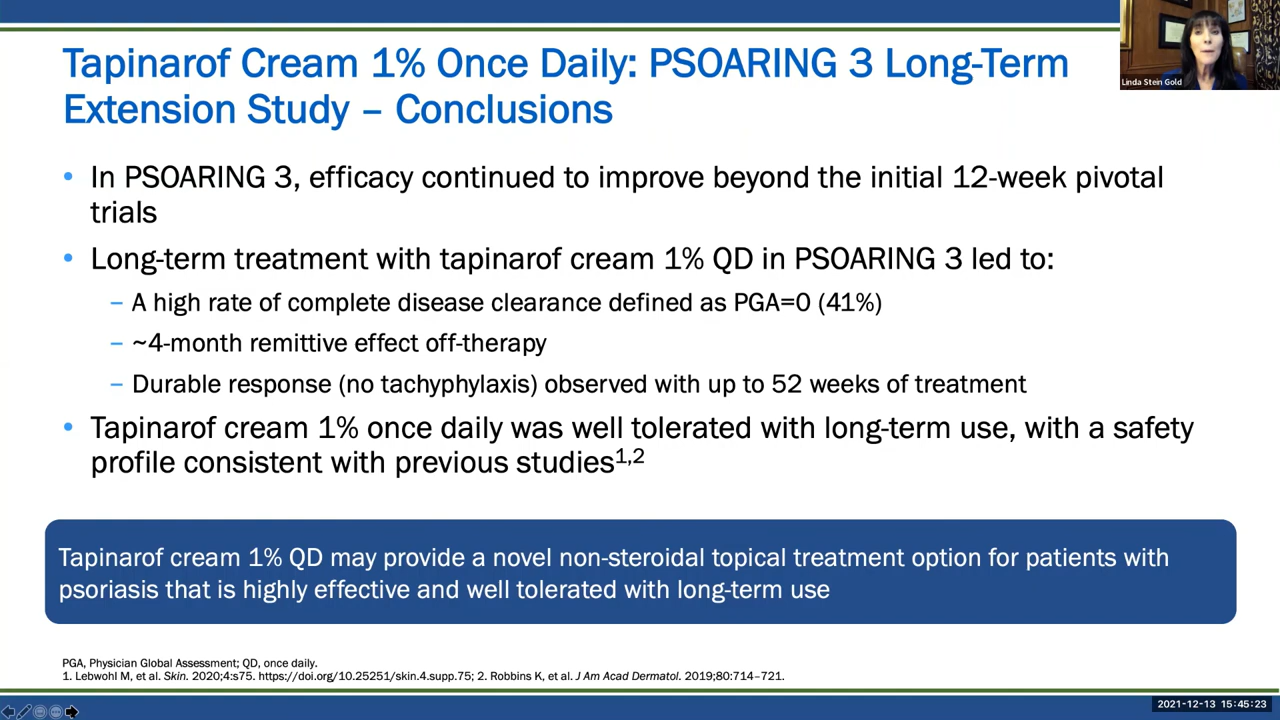 Tapinarof Cream 1% Once Daily: PSOARING 3 Long-Term
Extension Study – Conclusions
Linda Stein Gold
• In PSOARING 3, efficacy continued to improve beyond the initial 12-week pivotal
trials
• Long-term treatment with tapinarof cream 1% QD in PSOARING 3 led to:
– A high rate of complete disease clearance defined as PGA=0 (41%)
– ~4-month remittive effect off-therapy
– Durable response (no tachyphylaxis) observed with up to 52 weeks of treatment
• Tapinarof cream 1% once daily was well tolerated with long-term use, with a safety
profile consistent with previous studies1,2
Tapinarof cream 1% QD may provide a novel non-steroidal topical treatment option for patients with
psoriasis that is highly effective and well tolerated with long-term use
PGA, Physician Global Assessment; QD, once daily.
1. Lebwohl M, et al. Skin. 2020;4:s75. https://doi.org/10.25251/skin.4.supp.75; 2. Robbins K, et al. J Am Acad Dermatol. 2019;80:714–721.
2021-12-13 15:45:23